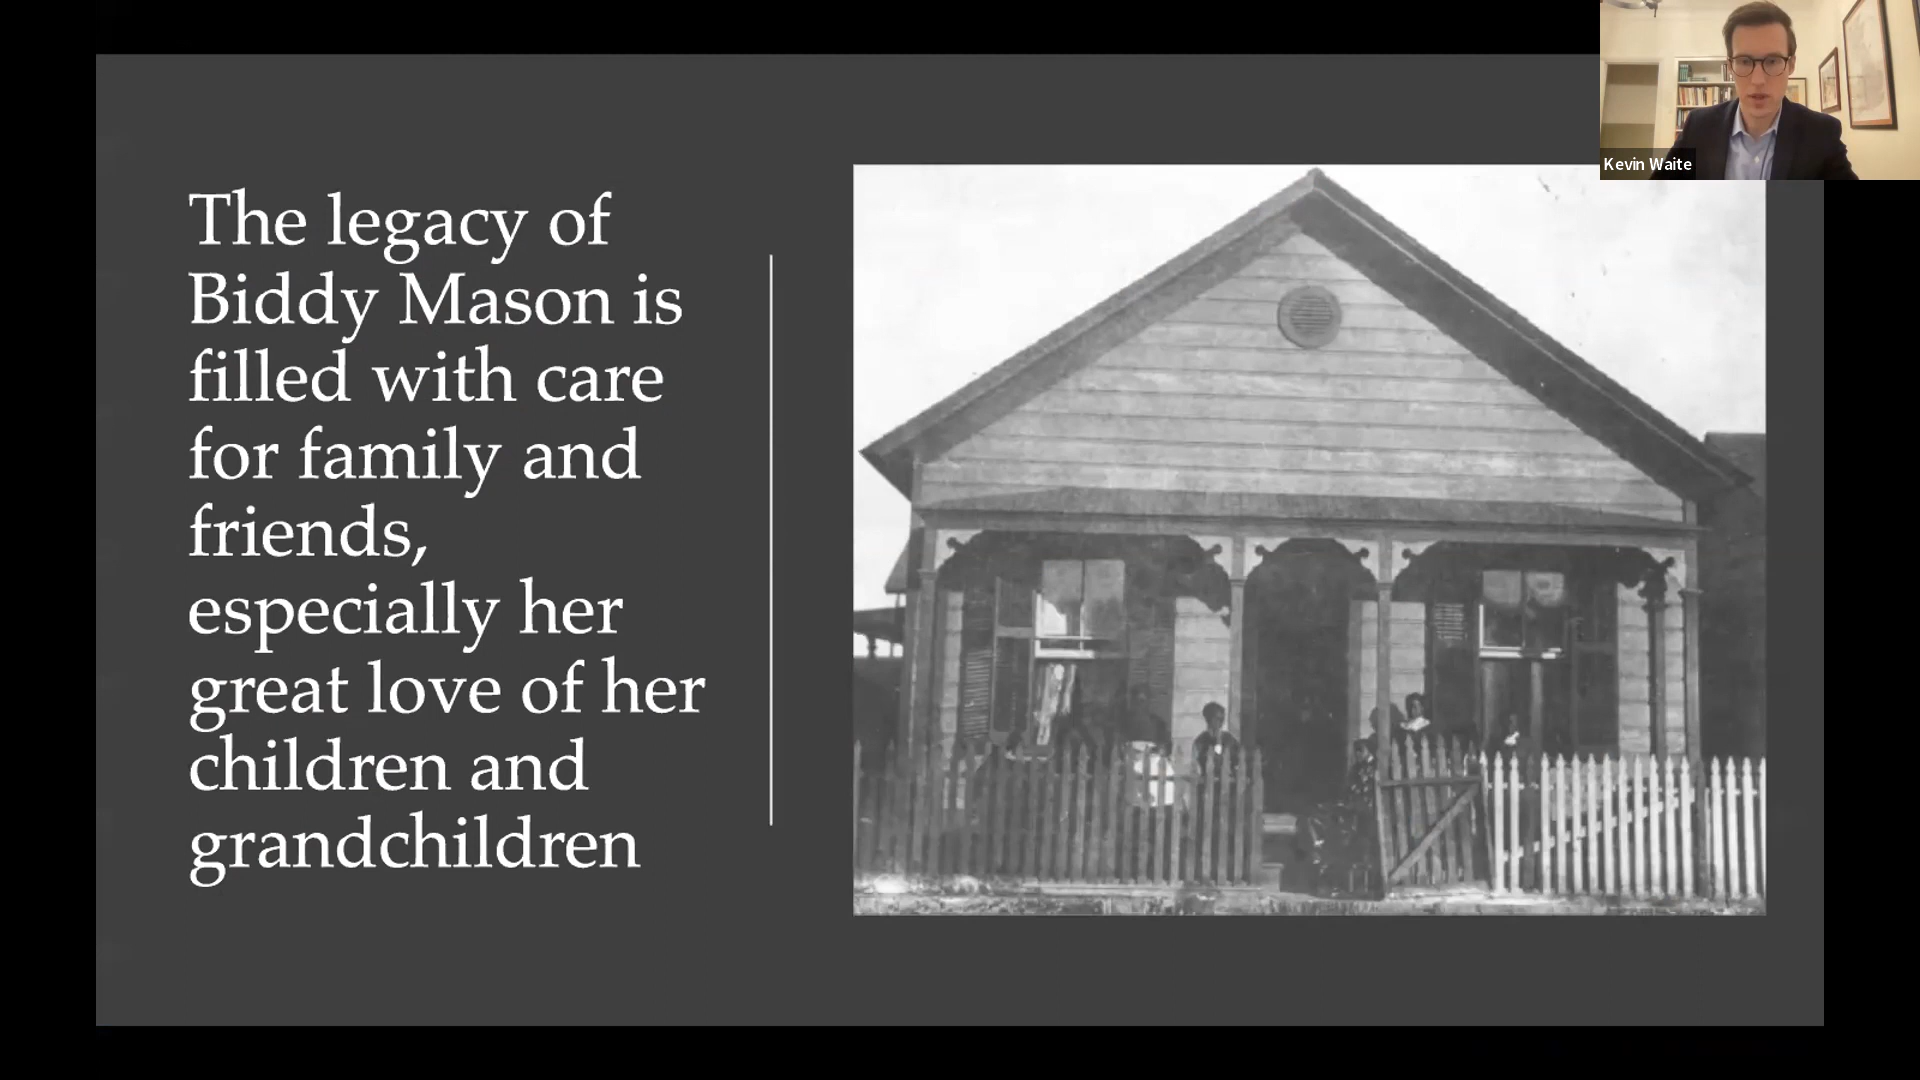 Kevin Waite
The legacy of
Biddy Mason is
filled with care
for family and
friends,
especially her
great love of her
children and
grandchildren